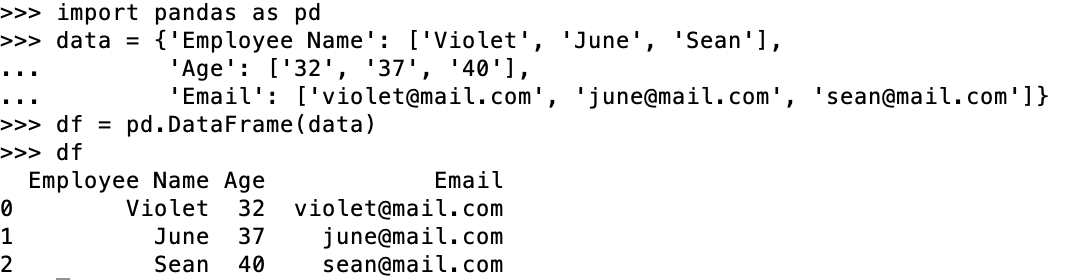 >>> import pandas as pd
>>> data = {'Employee Name': ['Violet', 'June', 'Sean'],
...         'Age': ['32', '37', '40'],
...         'Email': ['violet@mail.com', 'june@mail.com', 'sean@mail.com']}
>>> df = pd.DataFrame(data)
>>> df
  Employee Name Age            Email
0        Violet  32  violet@mail.com
1          June  37    june@mail.com
2          Sean  40    sean@mail.com